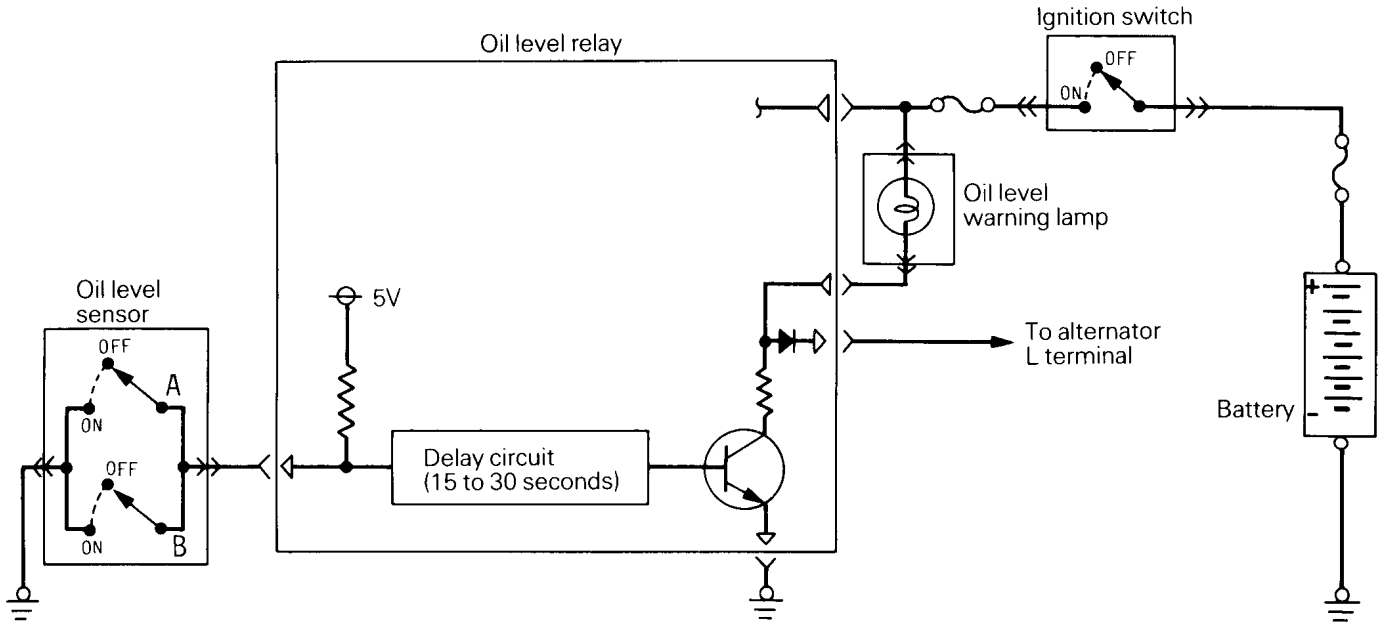 Ignition switch
OFF
ON
Oil level relay
Oil level
warning lamp
5V
Oil level
sensor
OFF
A
ON
OFF
B
ON
Delay circuit
(15 to 30 seconds)
To alternator
L terminal
Battery
+
-